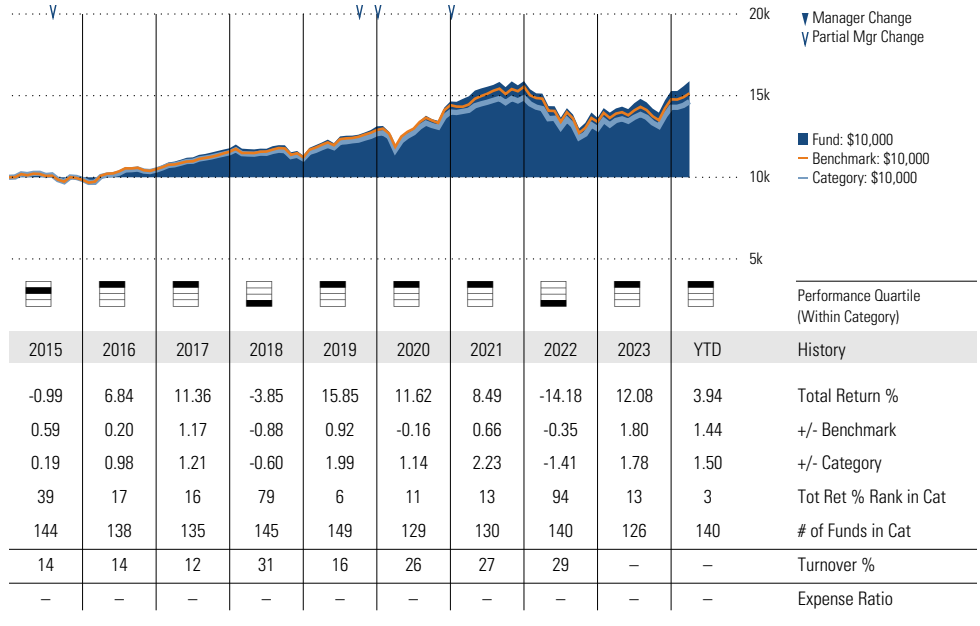 20k
15k
10k
5k
Manager Change
Partial Mgr Change
Fund: $10,000
Benchmark: $10,000
Category: $10,000
Performance Quartile
(Within Category)
2015 2016 2017 2018 2019 2020 2021 2022 2023 YTD History
-0.99 6.84 11.36 -3.85 15.85 11.62 8.49 -14.18 12.08 3.94 Total Return %
0.59 0.20 1.17 -0.88 0.92 -0.16 0.66 -0.35 1.80 1.44 +/- Benchmark
0.19 0.98 1.21 -0.60 1.99 1.14 2.23 -1.41 1.78 1.50 +/- Category
39 17 16 79 6 11 13 94 13 3 Tot Ret % Rank in Cat
144 138 135 145 149 129 130 140 126 140 # of Funds in Cat
14 14 12 31 16 26 27 29 – – Turnover %
– – – – – – – – – – Expense Ratio